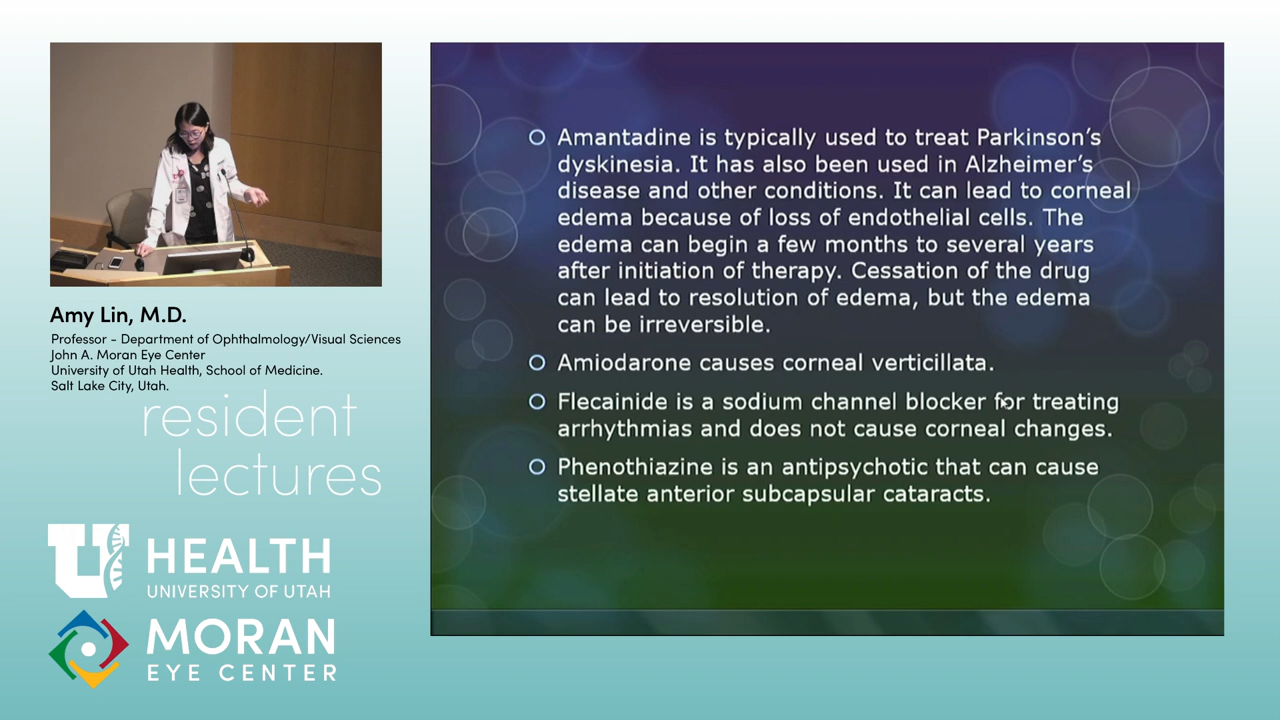 Amy Lin, M.D.
Professor - Department of Ophthalmology/Visual Sciences
John A. Moran Eye Center
University of Utah Health, School of Medicine.
Salt Lake City, Utah.
resident
lectures
U HEALTH
UNIVERSITY OF UTAH
MORAN
EYE CENTER
Amantadine is typically used to treat Parkinson's
dyskinesia. It has also been used in Alzheimer's
disease and other conditions. It can lead to corneal
edema because of loss of endothelial cells. The
edema can begin a few months to several years
after initiation of therapy. Cessation of the drug
can lead to resolution of edema, but the edema
can be irreversible.
Amiodarone causes corneal verticillata.
Flecainide is a sodium channel blocker for treating
arrhythmias and does not cause corneal changes.
Phenothiazine is an antipsychotic that can cause
stellate anterior subcapsular cataracts.